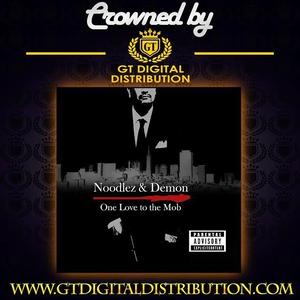 Crowned by
GT
GT DIGITAL
DISTRIBUTION
Noodlez & Demon
One Love to the Mob
PARENTAL
ADVISORY
EXPLICIT CONTENT
WWW.GTDIGITALDISTRIBUTION.COM